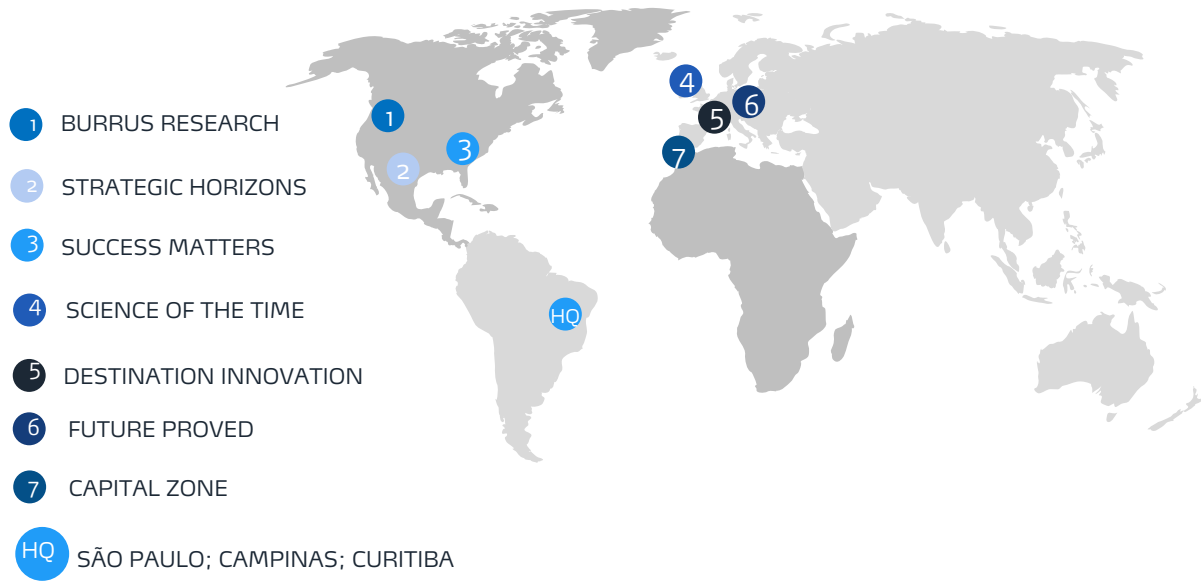 1 BURRUS RESEARCH
2 STRATEGIC HORIZONS
3 SUCCESS MATTERS
4 SCIENCE OF THE TIME
5 DESTINATION INNOVATION
6 FUTURE PROVED
7 CAPITAL ZONE
HQ SÃO PAULO; CAMPINAS; CURITIBA
1
2
3
4
5
6
7
HQ